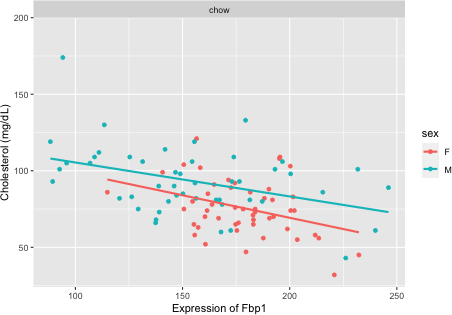 chow
200
150
100
50
Cholesterol (mg/dL)
100
150
200
250
Expression of Fbp1
sex
F
M